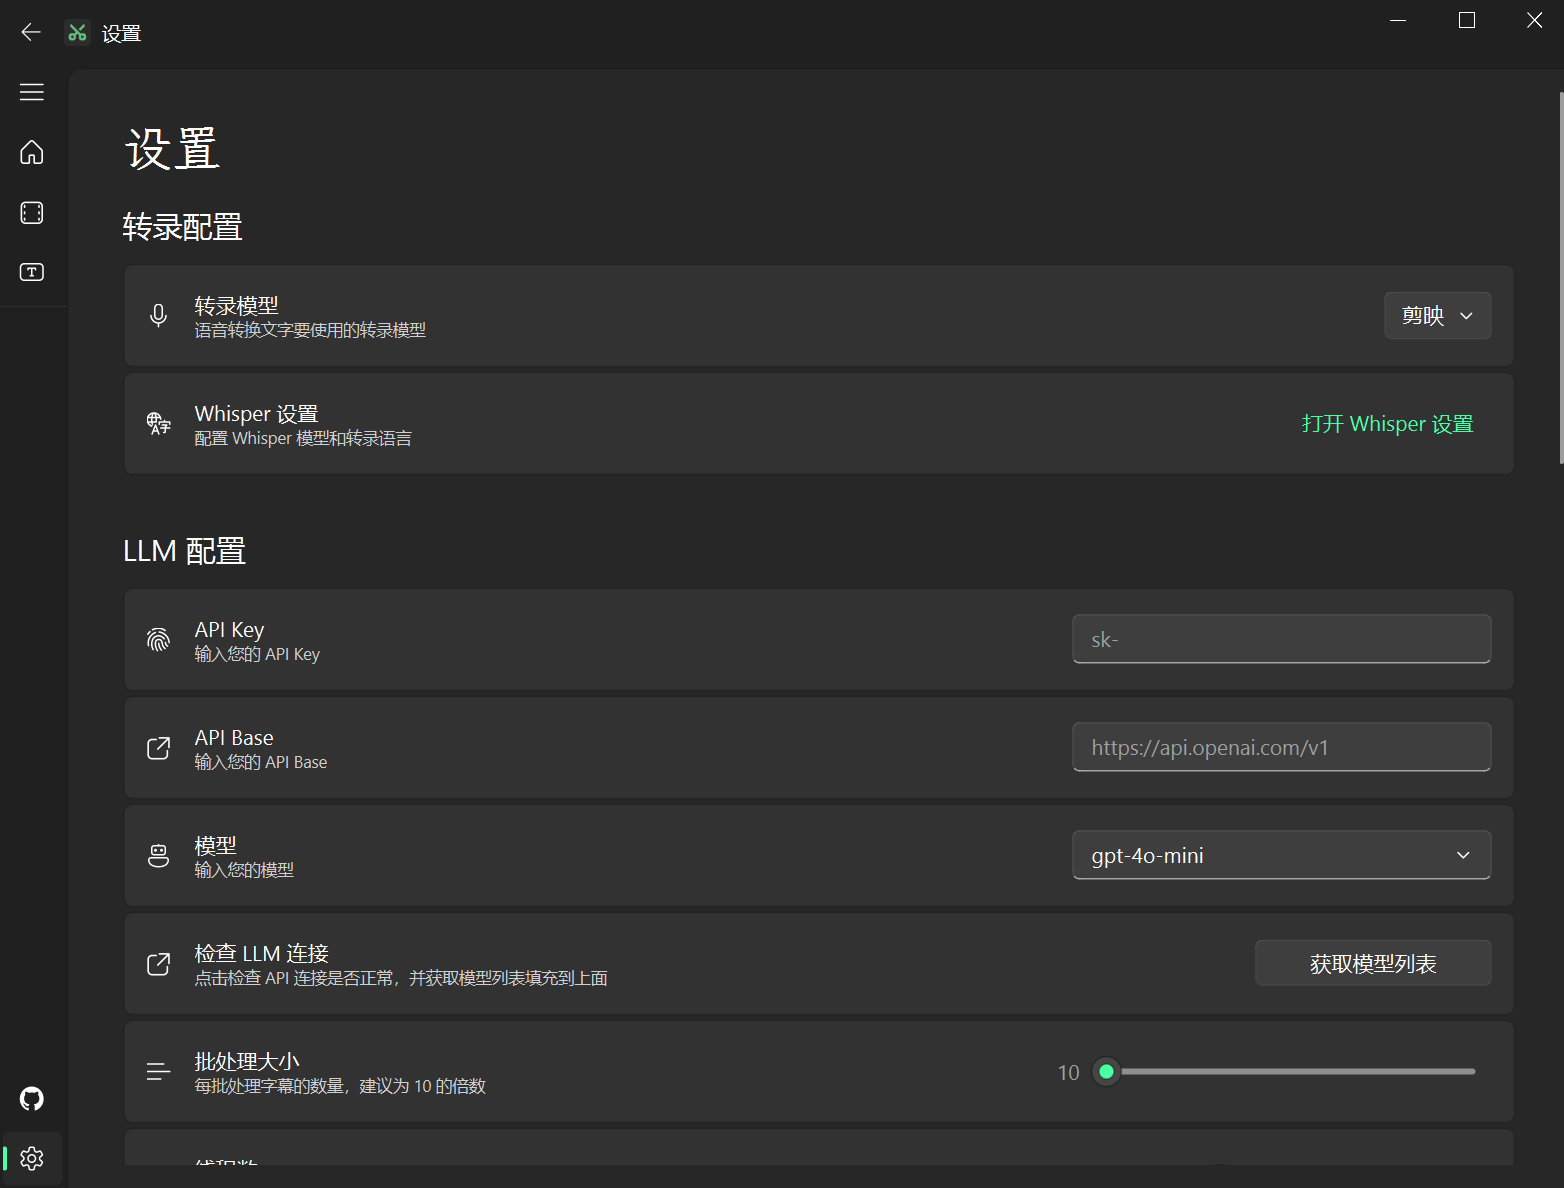 设置
设置
转录配置
转录模型
语音转换文字要使用的转录模型
剪映
Whisper 设置
配置 Whisper 模型和转录语言
打开 Whisper 设置
LLM 配置
API Key
输入您的 API Key
sk-
API Base
输入您的 API Base
https://api.openai.com/v1
模型
输入您的模型
gpt-4o-mini
检查 LLM 连接
点击检查 API 连接是否正常，并获取模型列表填充到上面
获取模型列表
批处理大小
每批处理字幕的数量，建议为 10 的倍数
10